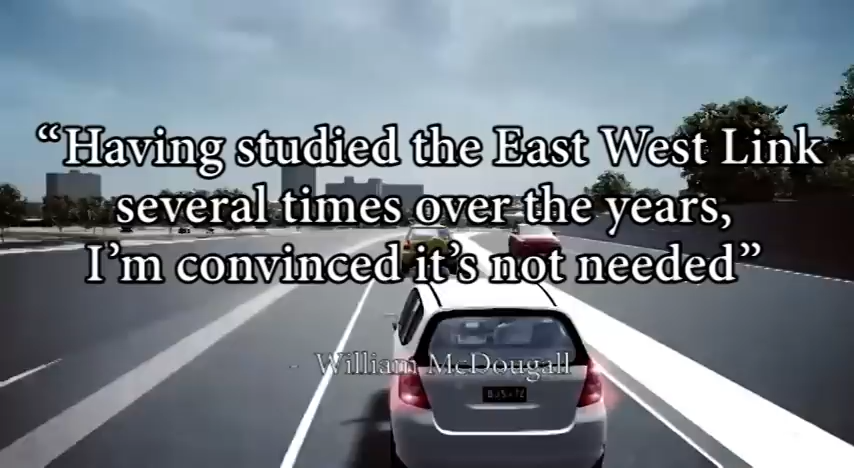 “Having studied the East West Link
several times over the years,
I’m convinced it’s not needed”
- William McDougall